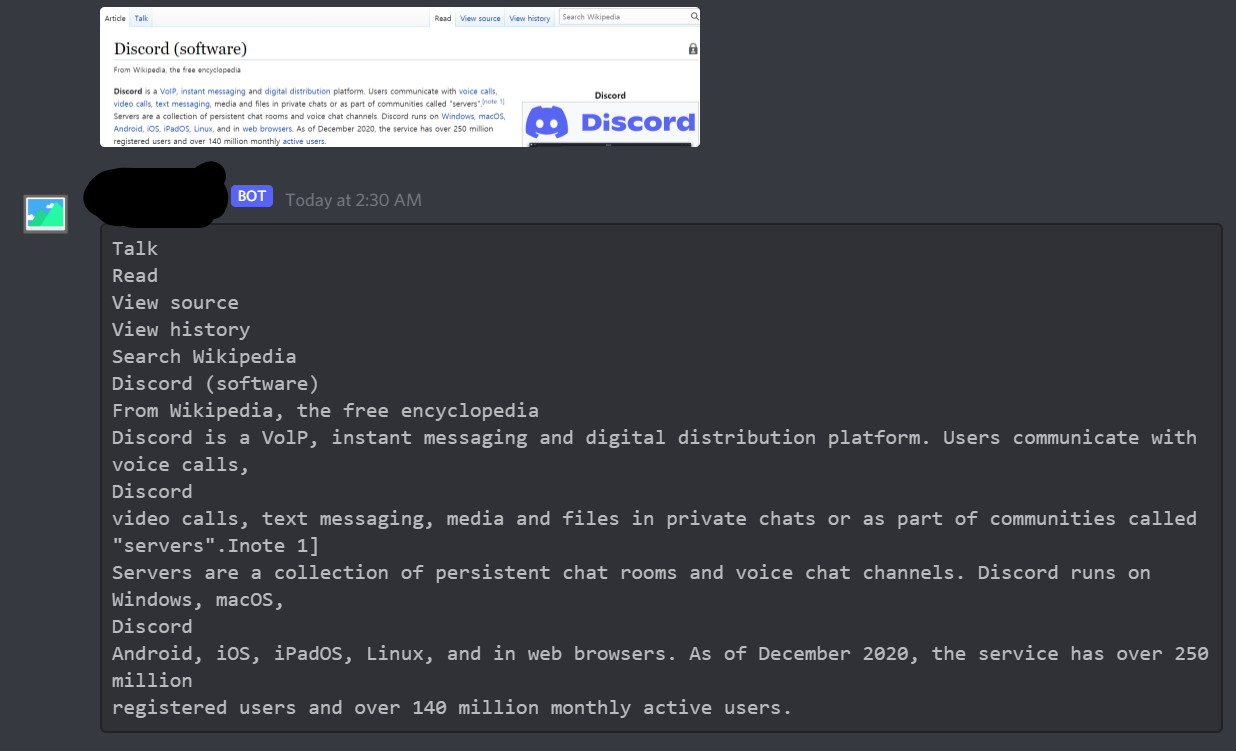 Article Talk Read View source View history Search Wikipedia
Discord (software)
From Wikipedia, the free encyclopedia
Discord is a VoIP, instant messaging and digital distribution platform. Users communicate with voice calls,
video calls, text messaging, media and files in private chats or as part of communities called "servers".[note 1]
Servers are a collection of persistent chat rooms and voice chat channels. Discord runs on Windows, macOS,
Android, iOS, iPadOS, Linux, and in web browsers. As of December 2020, the service has over 250 million
registered users and over 140 million monthly active users.
Discord
Discord
BOT Today at 2:30 AM
Talk
Read
View source
View history
Search Wikipedia
Discord (software)
From Wikipedia, the free encyclopedia
Discord is a VolP, instant messaging and digital distribution platform. Users communicate with
voice calls,
Discord
video calls, text messaging, media and files in private chats or as part of communities called
"servers".Inote 1]
Servers are a collection of persistent chat rooms and voice chat channels. Discord runs on
Windows, macOS,
Discord
Android, iOS, iPadOS, Linux, and in web browsers. As of December 2020, the service has over 250
million
registered users and over 140 million monthly active users.